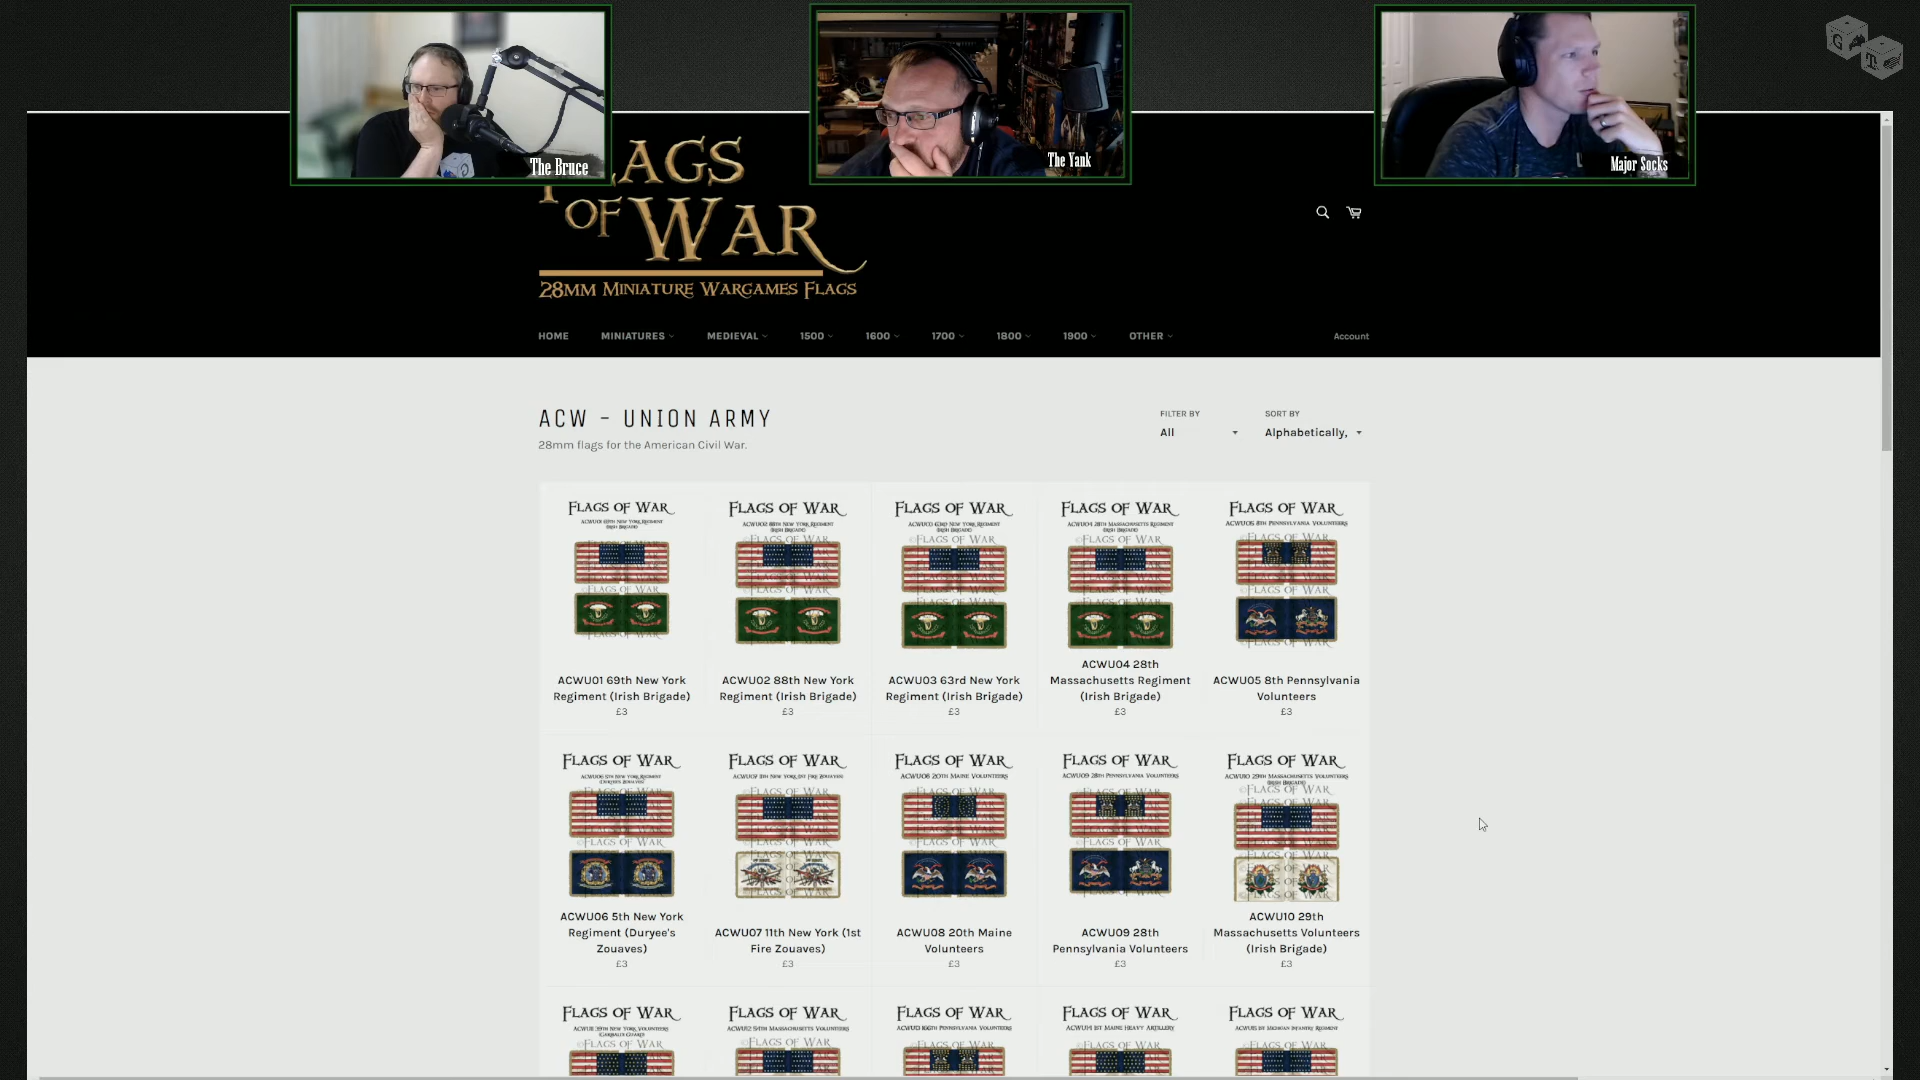 The Bruce
The Yank
Major Socks
G
T
FLAGS
OF WAR
28MM MINIATURE WARGAMES FLAGS
HOME
MINIATURES
MEDIEVAL
1500
1600
1700
1800
1900
OTHER
Account
ACW - UNION ARMY
28mm flags for the American Civil War.
FILTER BY
All
SORT BY
Alphabetically,
FLAGS OF WAR
FLAGS OF WAR
FLAGS OF WAR
FLAGS OF WAR
FLAGS OF WAR
ACWU01 69th New York
Regiment (Irish Brigade)
£3
ACWU02 88th New York
Regiment (Irish Brigade)
£3
ACWU03 63rd New York
Regiment (Irish Brigade)
£3
ACWU04 28th
Massachusetts Regiment
(Irish Brigade)
£3
ACWU05 8th Pennsylvania
Volunteers
£3
FLAGS OF WAR
FLAGS OF WAR
FLAGS OF WAR
FLAGS OF WAR
FLAGS OF WAR
ACWU06 5th New York
Regiment (Duryee's
Zouaves)
£3
ACWU07 11th New York (1st
Fire Zouaves)
£3
ACWU08 20th Maine
Volunteers
£3
ACWU09 28th
Pennsylvania Volunteers
£3
ACWU10 29th
Massachusetts Volunteers
(Irish Brigade)
£3
FLAGS OF WAR
FLAGS OF WAR
FLAGS OF WAR
FLAGS OF WAR
FLAGS OF WAR